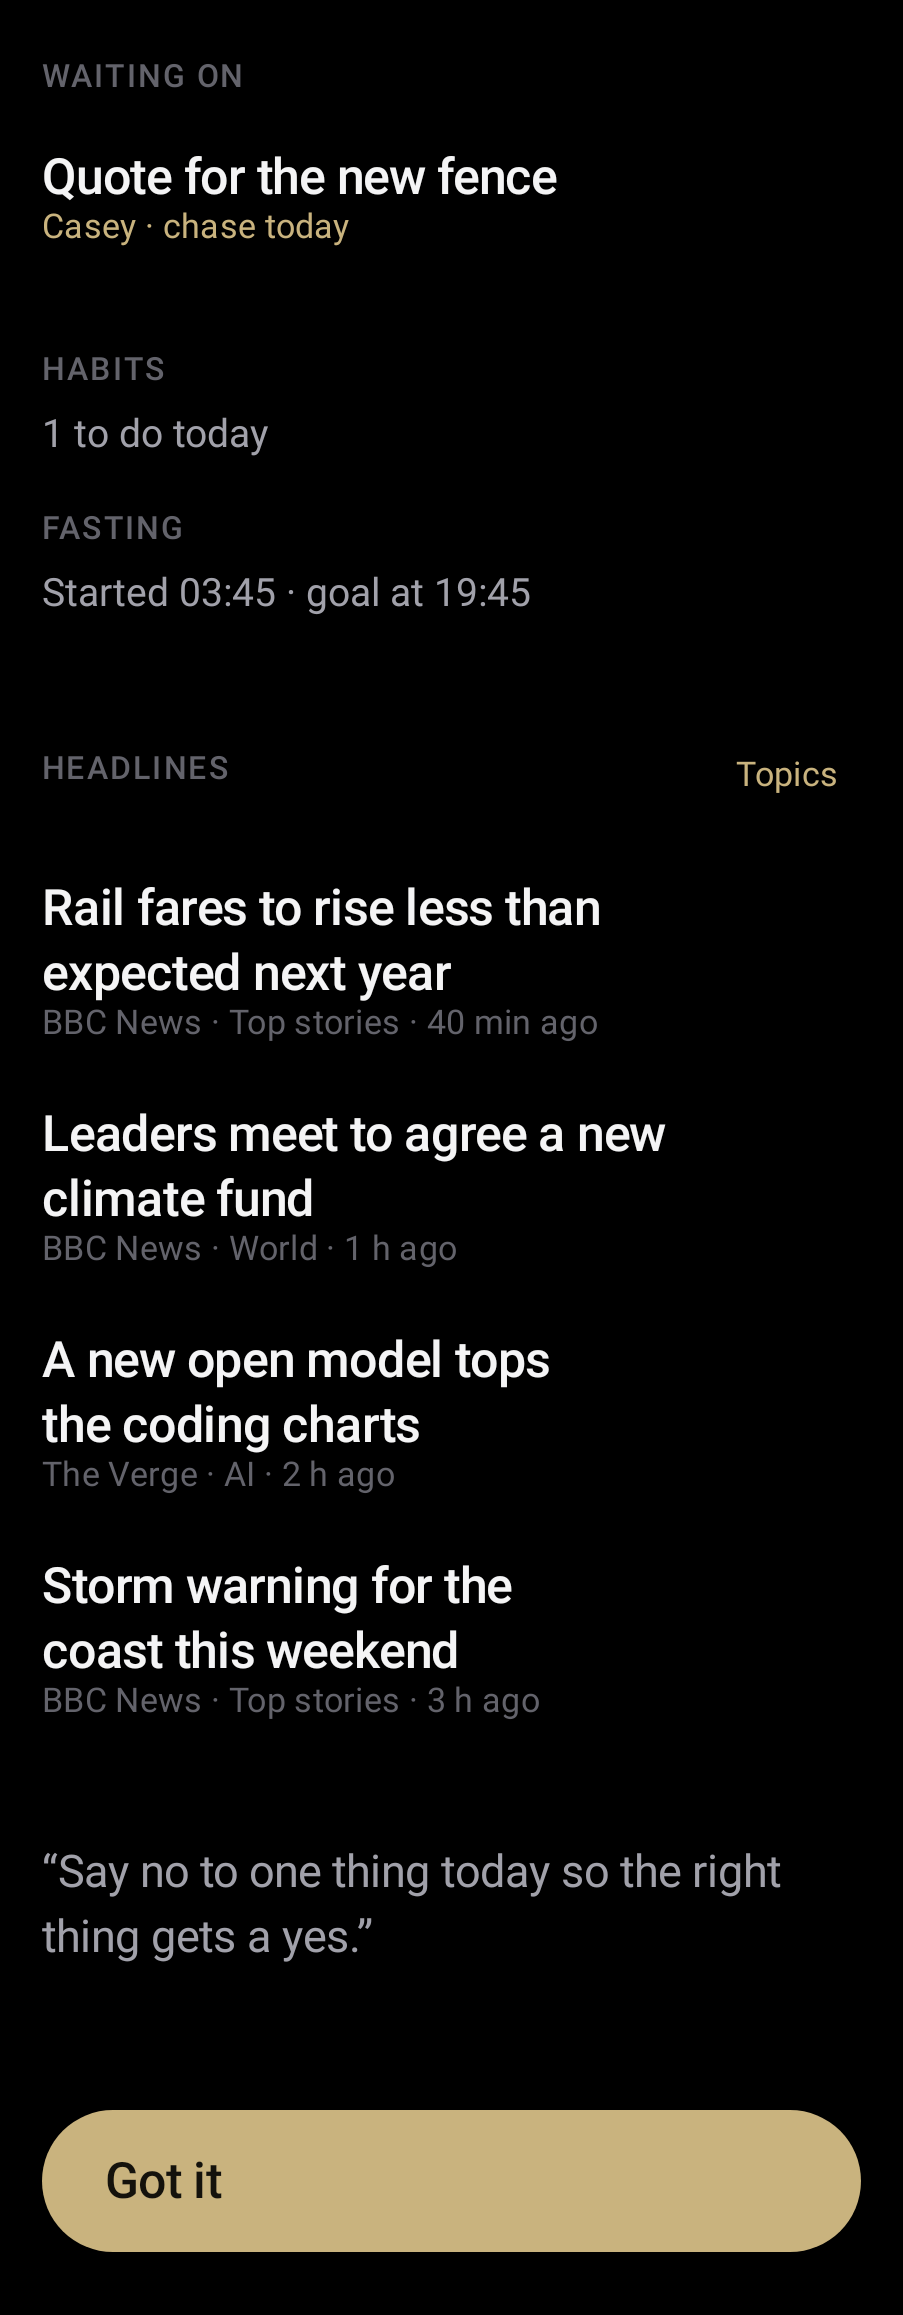 WAITING ON
Quote for the new fence
Casey · chase today
HABITS
1 to do today
FASTING
Started 03:45 · goal at 19:45
HEADLINES
Topics
Rail fares to rise less than
expected next year
BBC News · Top stories · 40 min ago
Leaders meet to agree a new
climate fund
BBC News · World · 1 h ago
A new open model tops
the coding charts
The Verge · AI · 2 h ago
Storm warning for the
coast this weekend
BBC News · Top stories · 3 h ago
“Say no to one thing today so the right
thing gets a yes.”
Got it